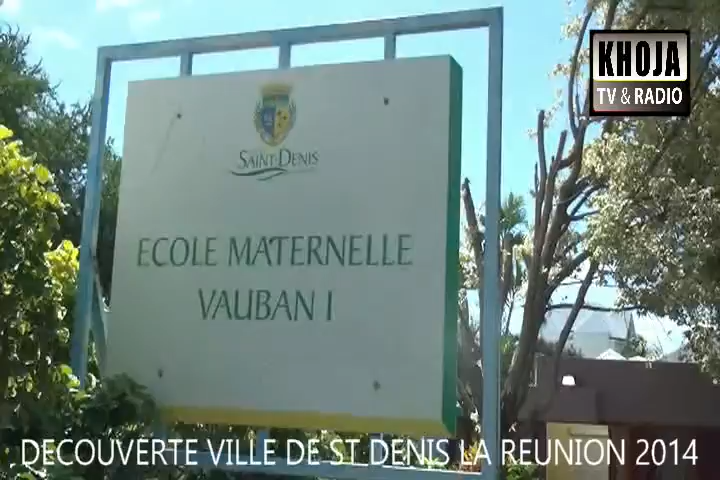 KHOJA
TV & RADIO
SAINT-DENIS
ECOLE MATERNELLE
VAUBAN I
DECOUVERTE VILLE DE ST DENIS LA REUNION 2014